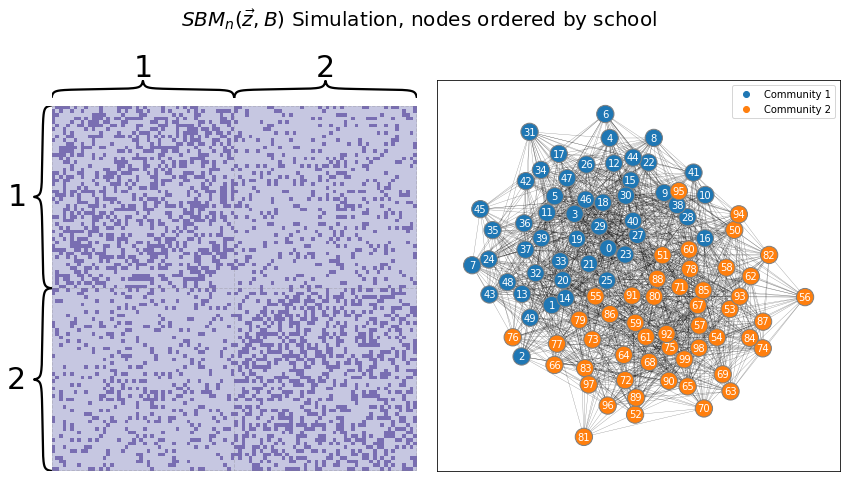 SBM_n(z⃗, B) Simulation, nodes ordered by school
1 2
1
2
Community 1
Community 2
6
31 4 8
17 26 12 44 22
34 47 15 41
42 5 46 18 30 9 95 10
45 11 3 38 28 94
35 36 29 40 50
39 19 27 16
37 0 23 51 60 82
7 24 33 21 78 58
32 20 25 88 62
48 71 85
43 13 14 55 91 80 93 56
1 67 53
49 79 86 59 57 87
76 77 73 61 92 54 84
2 64 75 98 74
66 83 68 99
97 72 90 65 69
96 89 63
52 70
81